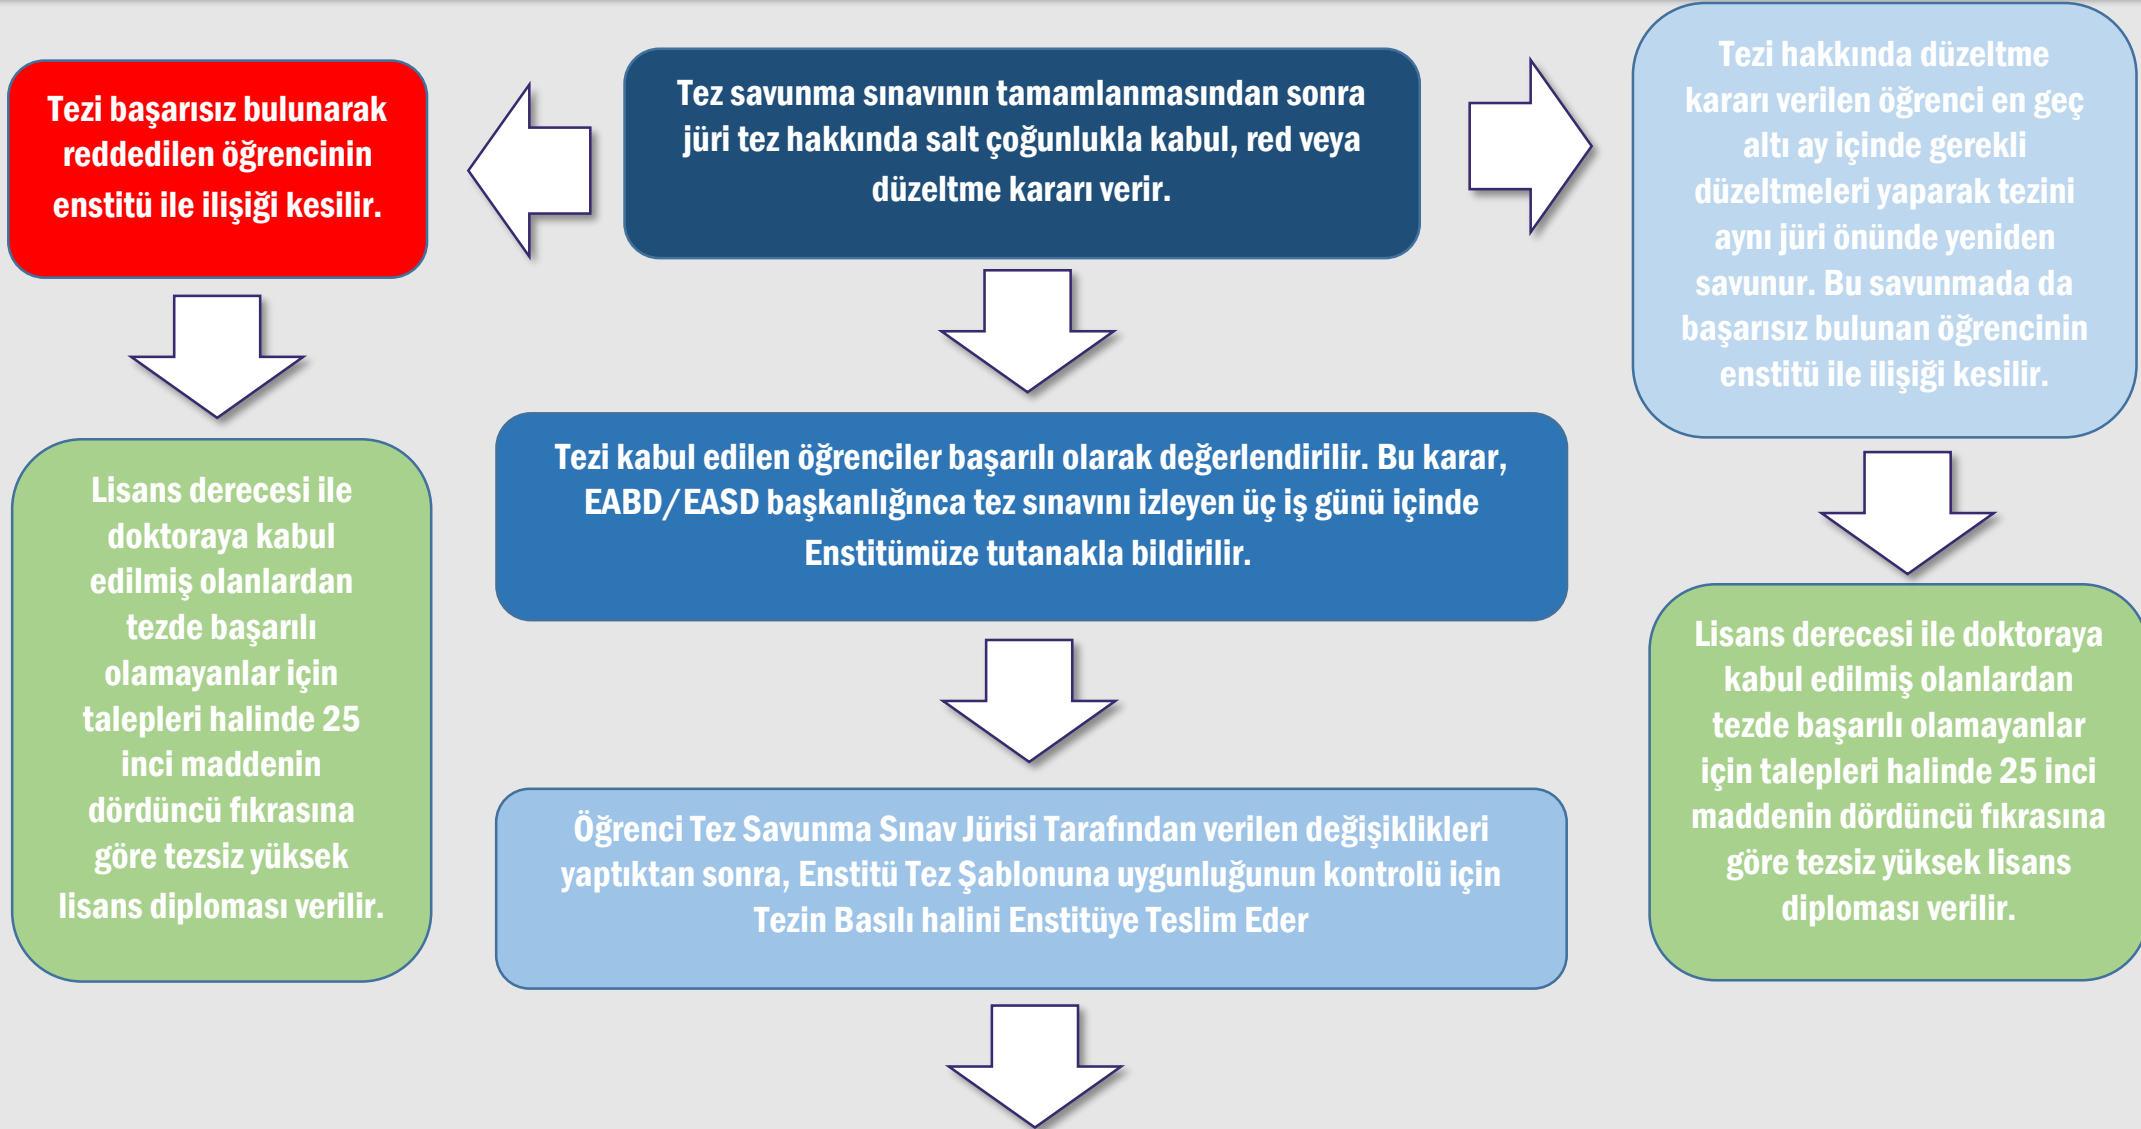 Tez savunma sınavının tamamlanmasından sonra
jüri tez hakkında salt çoğunlukla kabul, red veya
düzeltme kararı verir.
Tezi başarısız bulunarak
reddedilen öğrencinin
enstitü ile ilişiği kesilir.
Lisans derecesi ile
doktoraya kabul
edilmiş olanlardan
tezde başarılı
olamayanlar için
talepleri halinde 25
inci maddenin
dördüncü fıkrasına
göre tezsiz yüksek
lisans diploması verilir.
Tezi kabul edilen öğrenciler başarılı olarak değerlendirilir. Bu karar,
EABD/EASD başkanlığınca tez sınavını izleyen üç iş günü içinde
Enstitümüze tutanakla bildirilir.
Öğrenci Tez Savunma Sınav Jürisi Tarafından verilen değişiklikleri
yaptıktan sonra, Enstitü Tez Şablonuna uygunluğunun kontrolü için
Tezin Basılı halini Enstitüye Teslim Eder
Tezi hakkında düzeltme
kararı verilen öğrenci en geç
altı ay içinde gerekli
düzeltmeleri yaparak tezini
aynı jüri önünde yeniden
savunur. Bu savunmada da
başarısız bulunan öğrencinin
enstitü ile ilişiği kesilir.
Lisans derecesi ile doktoraya
kabul edilmiş olanlardan
tezde başarılı olamayanlar
için talepleri halinde 25 inci
maddenin dördüncü fıkrasına
göre tezsiz yüksek lisans
diploması verilir.